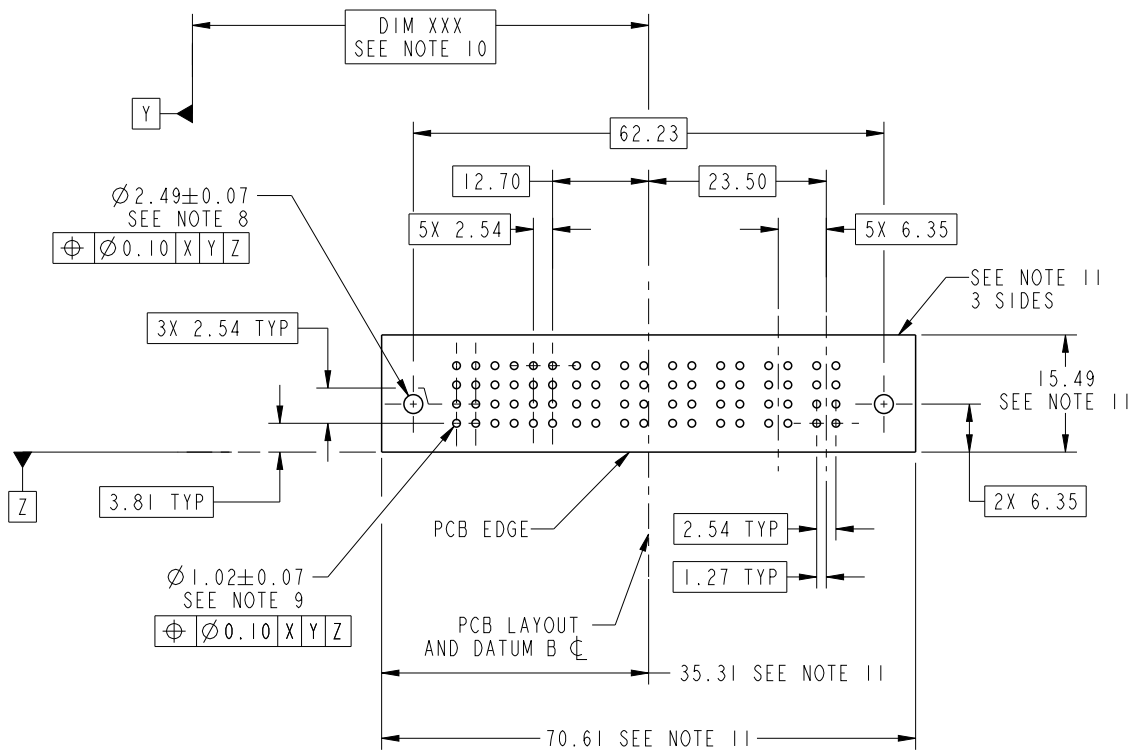 DIM XXX
SEE NOTE 10
Y
62.23
12.70
23.50
Ø2.49±0.07
SEE NOTE 8
⌖ Ø0.10 X Y Z
5X 2.54
5X 6.35
SEE NOTE 11
3 SIDES
3X 2.54 TYP
15.49
SEE NOTE 11
Z
3.81 TYP
2X 6.35
PCB EDGE
2.54 TYP
1.27 TYP
Ø1.02±0.07
SEE NOTE 9
⌖ Ø0.10 X Y Z
PCB LAYOUT
AND DATUM B ℄
35.31 SEE NOTE 11
70.61 SEE NOTE 11